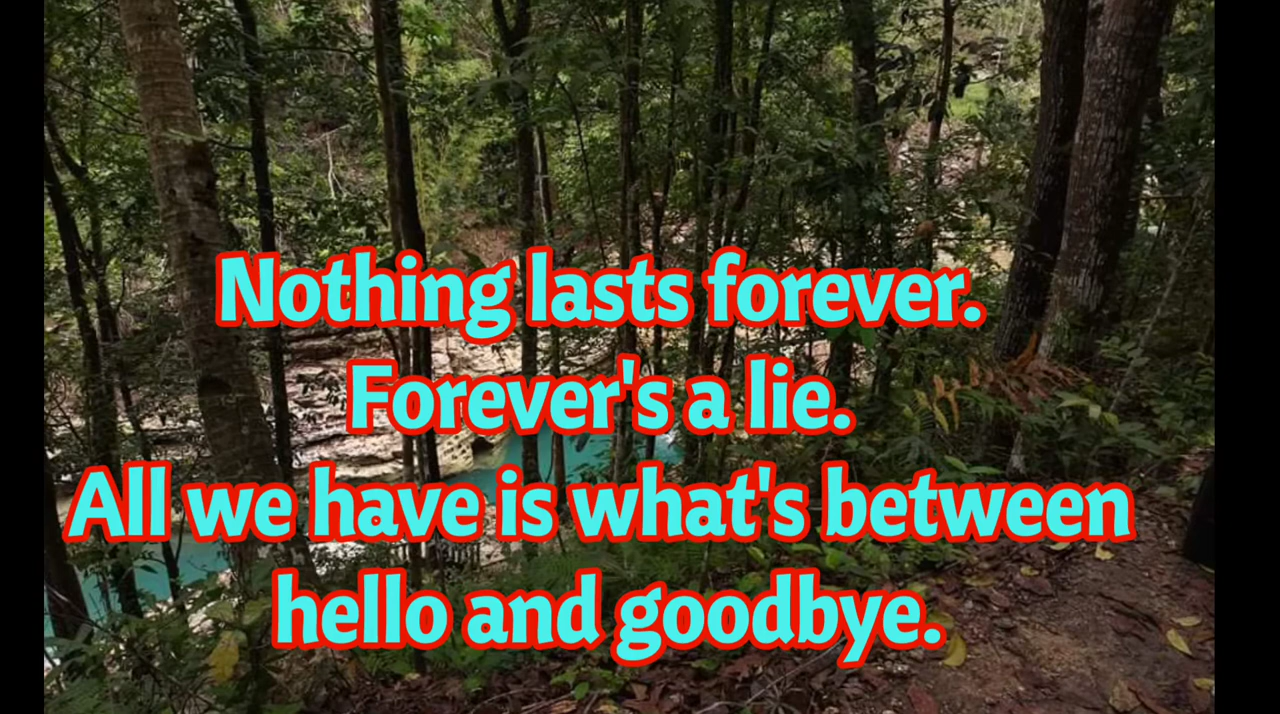 Nothing lasts forever.
Forever's a lie.
All we have is what's between
hello and goodbye.